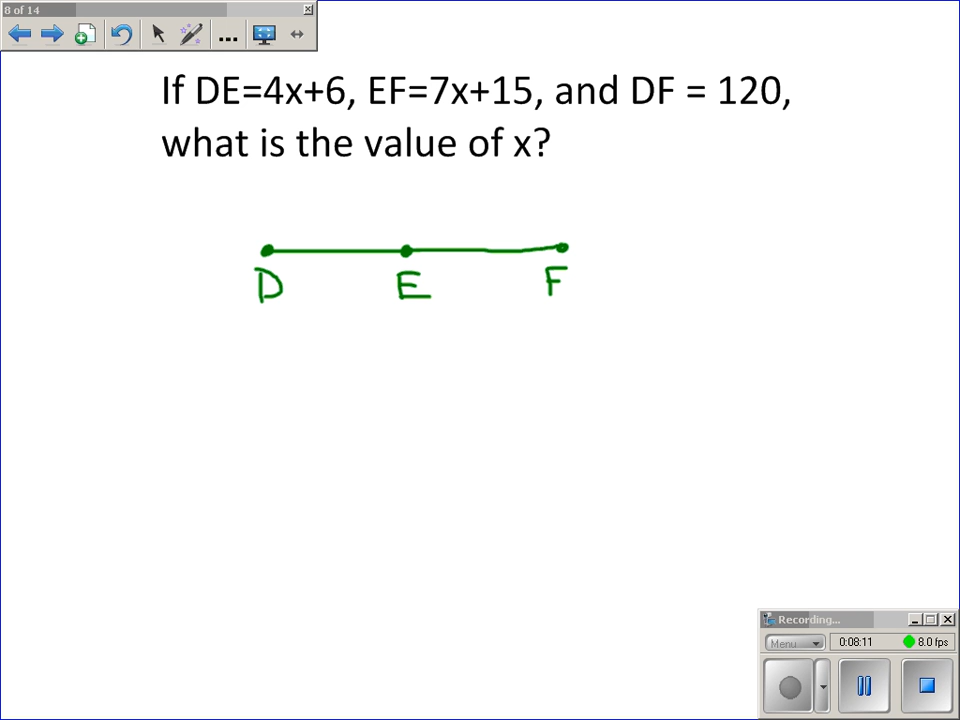 8 of 14
If DE=4x+6, EF=7x+15, and DF = 120,
what is the value of x?
D E F
Recording...
Menu 0:08:11 8.0 fps